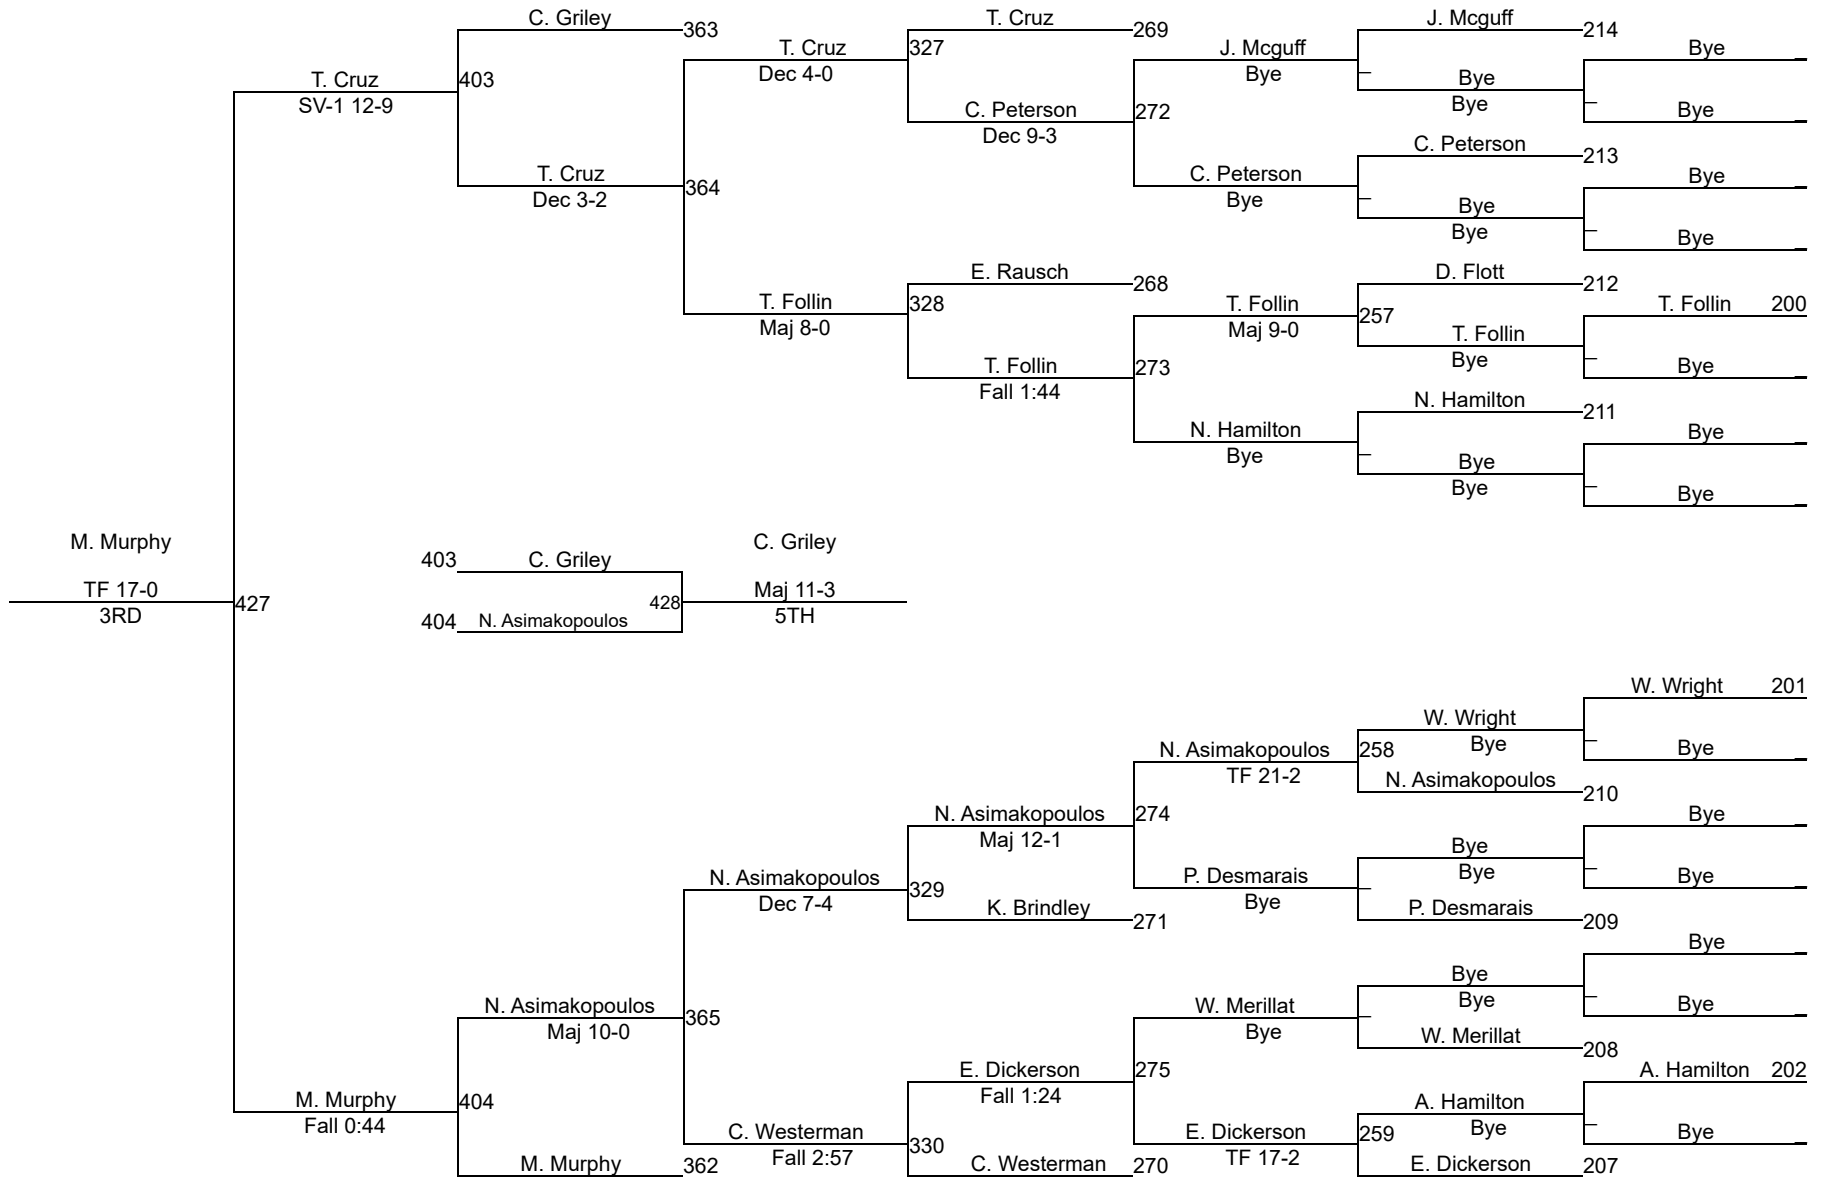 C. Griley 363 T. Cruz 269 J. Mcguff 214
T. Cruz 327 J. Mcguff Bye
T. Cruz 403 Dec 4-0 Bye Bye
SV-1 12-9 C. Peterson 272 Bye Bye
Dec 9-3 C. Peterson 213
T. Cruz 364 C. Peterson Bye
Dec 3-2 Bye Bye
Bye Bye
E. Rausch 268 D. Flott 212
T. Follin 328 T. Follin 257 T. Follin 200
Maj 8-0 Maj 9-0 T. Follin
T. Follin 273 Bye Bye
Fall 1:44 N. Hamilton 211
N. Hamilton Bye
Bye Bye
Bye Bye
M. Murphy C. Griley
403 C. Griley
TF 17-0 427 428 Maj 11-3
3RD 404 N. Asimakopoulos 5TH
W. Wright 201
W. Wright
N. Asimakopoulos 258 Bye Bye
TF 21-2 N. Asimakopoulos 210
N. Asimakopoulos 274 Bye
Maj 12-1 Bye
N. Asimakopoulos 329 P. Desmarais Bye Bye
Dec 7-4 K. Brindley 271 Bye P. Desmarais 209
Bye
Bye
N. Asimakopoulos 365 W. Merillat Bye Bye
Maj 10-0 Bye W. Merillat 208
E. Dickerson 275 A. Hamilton 202
M. Murphy 404 Fall 1:24 A. Hamilton
Fall 0:44 C. Westerman 330 E. Dickerson 259 Bye Bye
M. Murphy 362 Fall 2:57 C. Westerman 270 TF 17-2 E. Dickerson 207